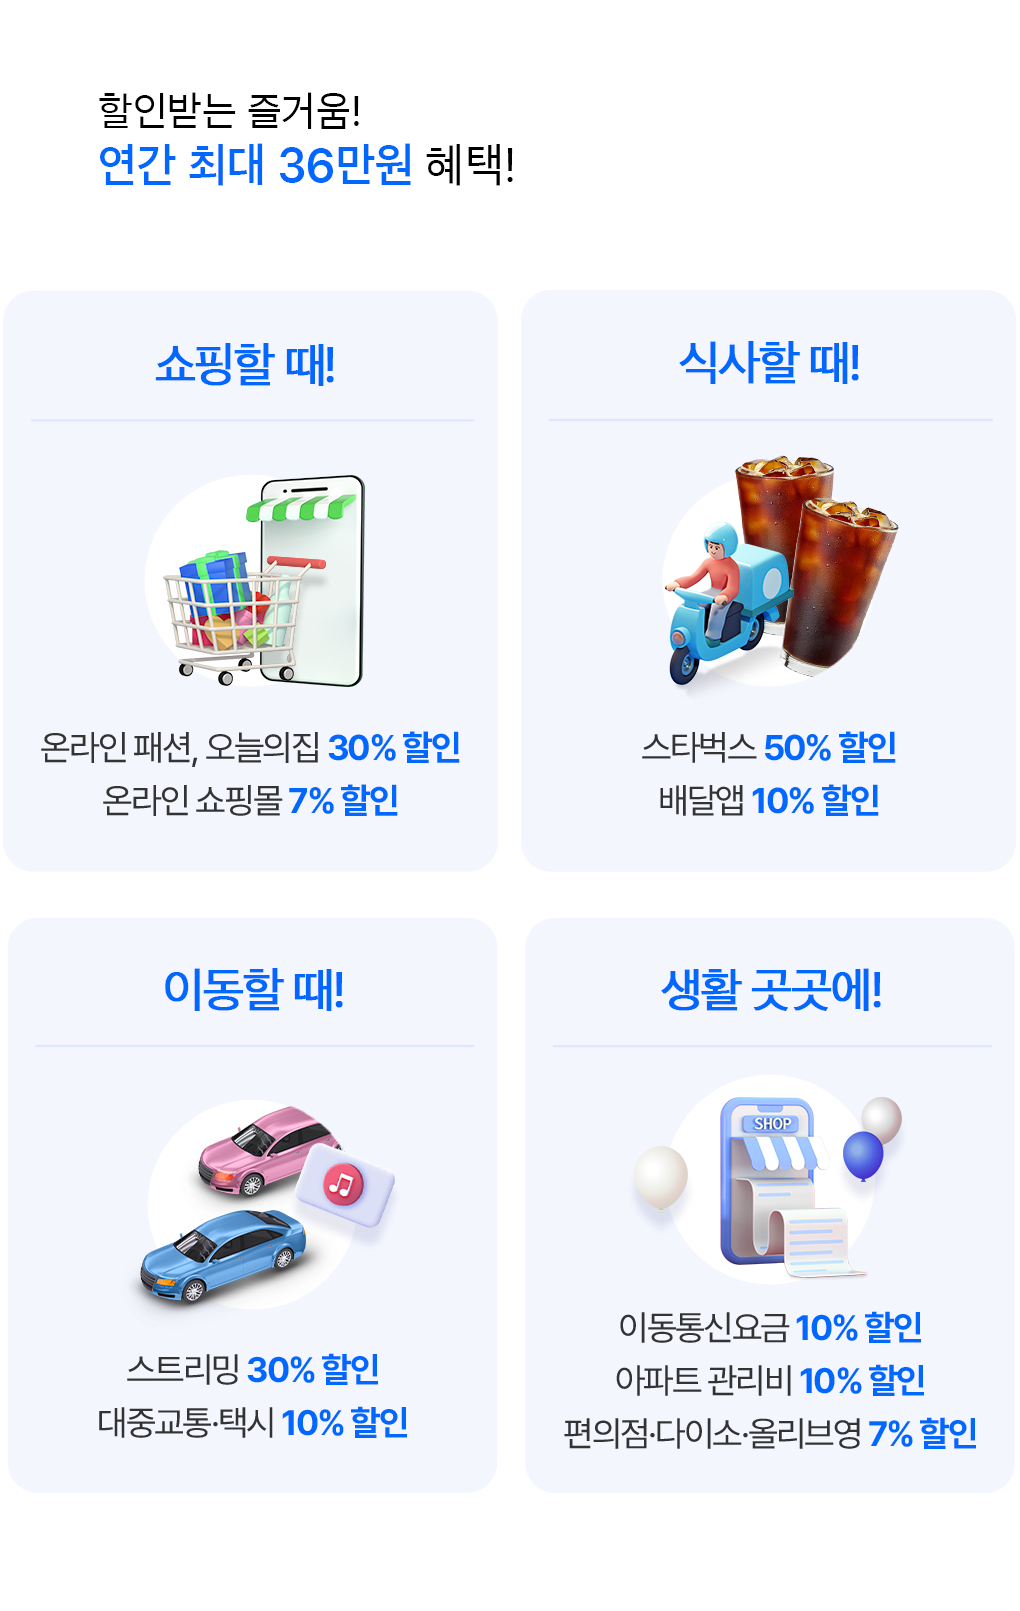 할인받는 즐거움!
연간 최대 36만원 혜택!
쇼핑할 때!
온라인 패션, 오늘의집 30% 할인
온라인 쇼핑몰 7% 할인
식사할 때!
스타벅스 50% 할인
배달앱 10% 할인
이동할 때!
스트리밍 30% 할인
대중교통·택시 10% 할인
생활 곳곳에!
SHOP
이동통신요금 10% 할인
아파트 관리비 10% 할인
편의점·다이소·올리브영 7% 할인